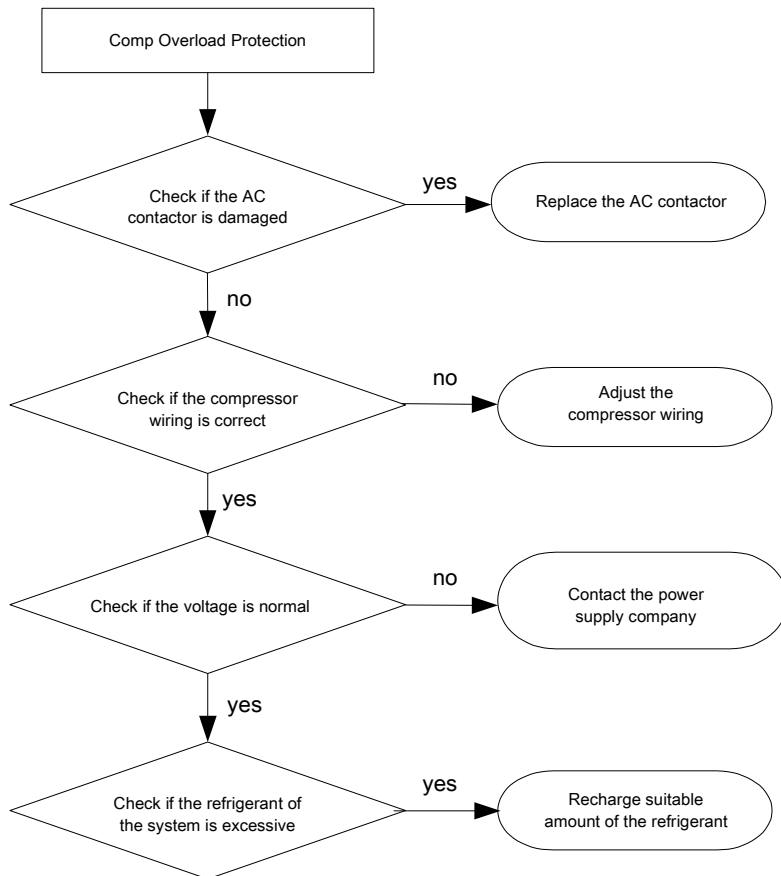 Comp Overload Protection
Check if the AC
contactor is damaged
yes
Replace the AC contactor
no
Check if the compressor
wiring is correct
no
Adjust the
compressor wiring
yes
Check if the voltage is normal
no
Contact the power
supply company
yes
Check if the refrigerant of
the system is excessive
yes
Recharge suitable
amount of the refrigerant